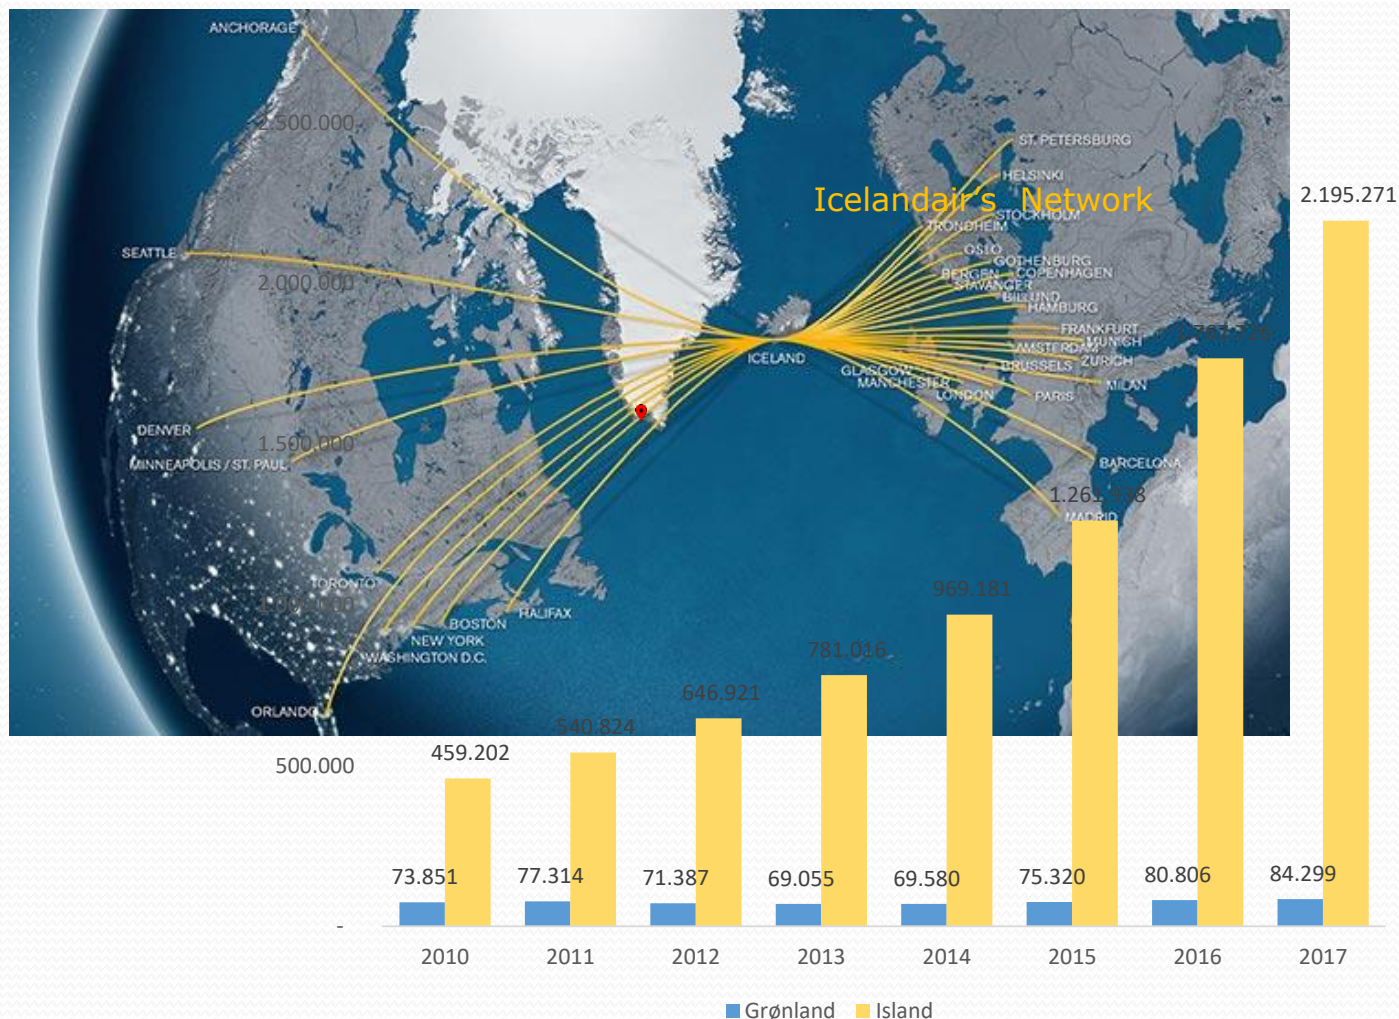 ANCHORAGE
2.500.000
ST. PETERSBURG
HELSINKI
Icelandair's Network
2.195.271
STOCKHOLM
TRONDHEIM
SEATTLE
OSLO
GOTHENBURG
BERGEN
COPENHAGEN
STAVANGER
2.000.000
BILLUND
HAMBURG
FRANKFURT
MUNICH
AMSTERDAM
ICELAND
ZURICH
BRUSSELS
GLASGOW
MANCHESTER
MILAN
LONDON
PARIS
DENVER
1.500.000
MINNEAPOLIS / ST. PAUL
BARCELONA
1.261.938
MADRID
TORONTO
969.181
1.000.000
HALIFAX
BOSTON
NEW YORK
WASHINGTON D.C.
781.016
646.921
ORLANDO
540.824
459.202
500.000
73.851
77.314
71.387
69.055
69.580
75.320
80.806
84.299
-
2010 2011 2012 2013 2014 2015 2016 2017
Grønland Island